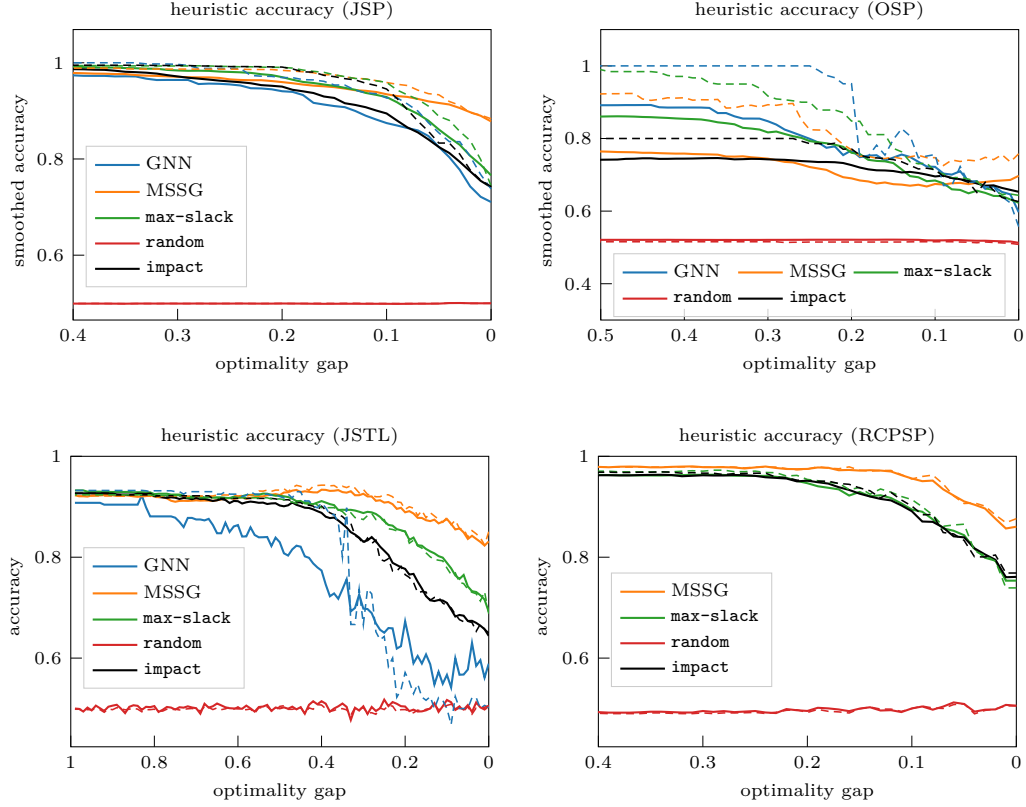 heuristic accuracy (JSP)
smoothed accuracy
1
0.8
0.6
GNN
MSSG
max-slack
random
impact
0.4
0.3
0.2
0.1
0
optimality gap
heuristic accuracy (OSP)
smoothed accuracy
1
0.8
0.6
0.4
GNN
MSSG
max-slack
random
impact
0.5
0.4
0.3
0.2
0.1
0
optimality gap
heuristic accuracy (JSTL)
accuracy
1
0.8
0.6
GNN
MSSG
max-slack
random
impact
1
0.8
0.6
0.4
0.2
0
optimality gap
heuristic accuracy (RCPSP)
accuracy
1
0.8
0.6
MSSG
max-slack
random
impact
0.4
0.3
0.2
0.1
0
optimality gap